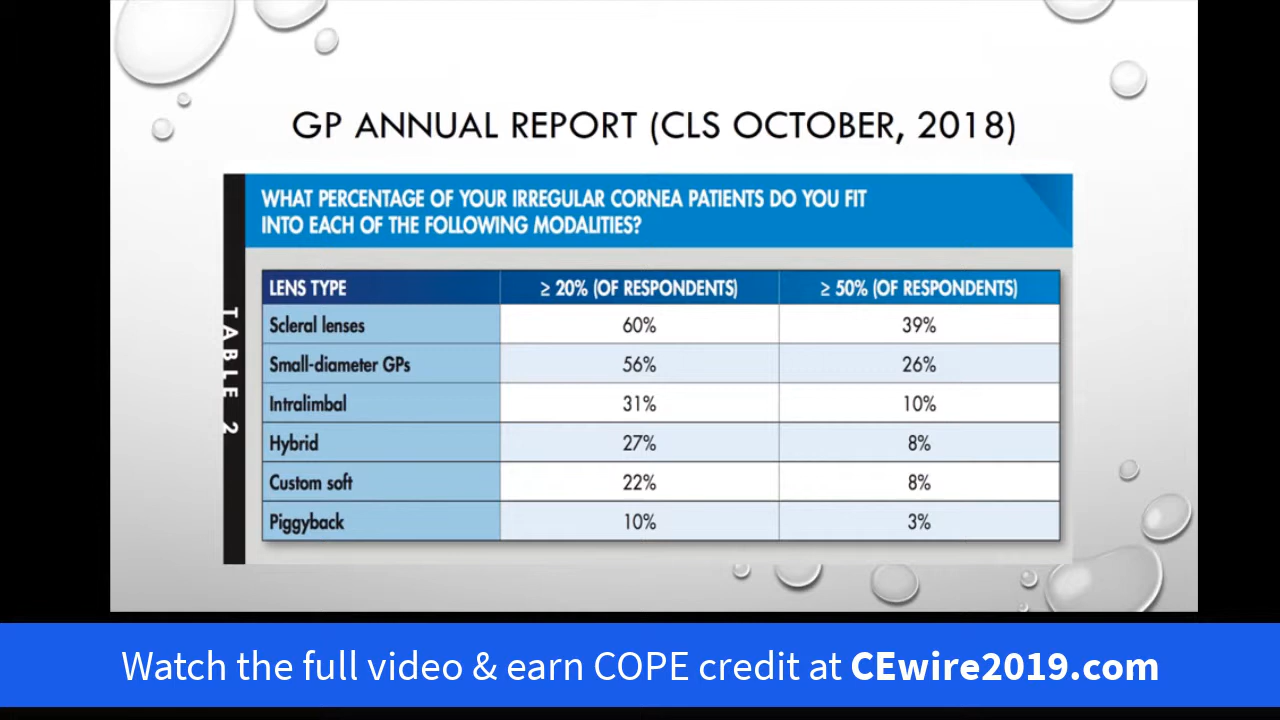 GP ANNUAL REPORT (CLS OCTOBER, 2018)
TABLE 2
WHAT PERCENTAGE OF YOUR IRREGULAR CORNEA PATIENTS DO YOU FIT
INTO EACH OF THE FOLLOWING MODALITIES?
LENS TYPE ≥ 20% (OF RESPONDENTS) ≥ 50% (OF RESPONDENTS)
Scleral lenses 60% 39%
Small-diameter GPs 56% 26%
Intralimbal 31% 10%
Hybrid 27% 8%
Custom soft 22% 8%
Piggyback 10% 3%
Watch the full video & earn COPE credit at CEwire2019.com